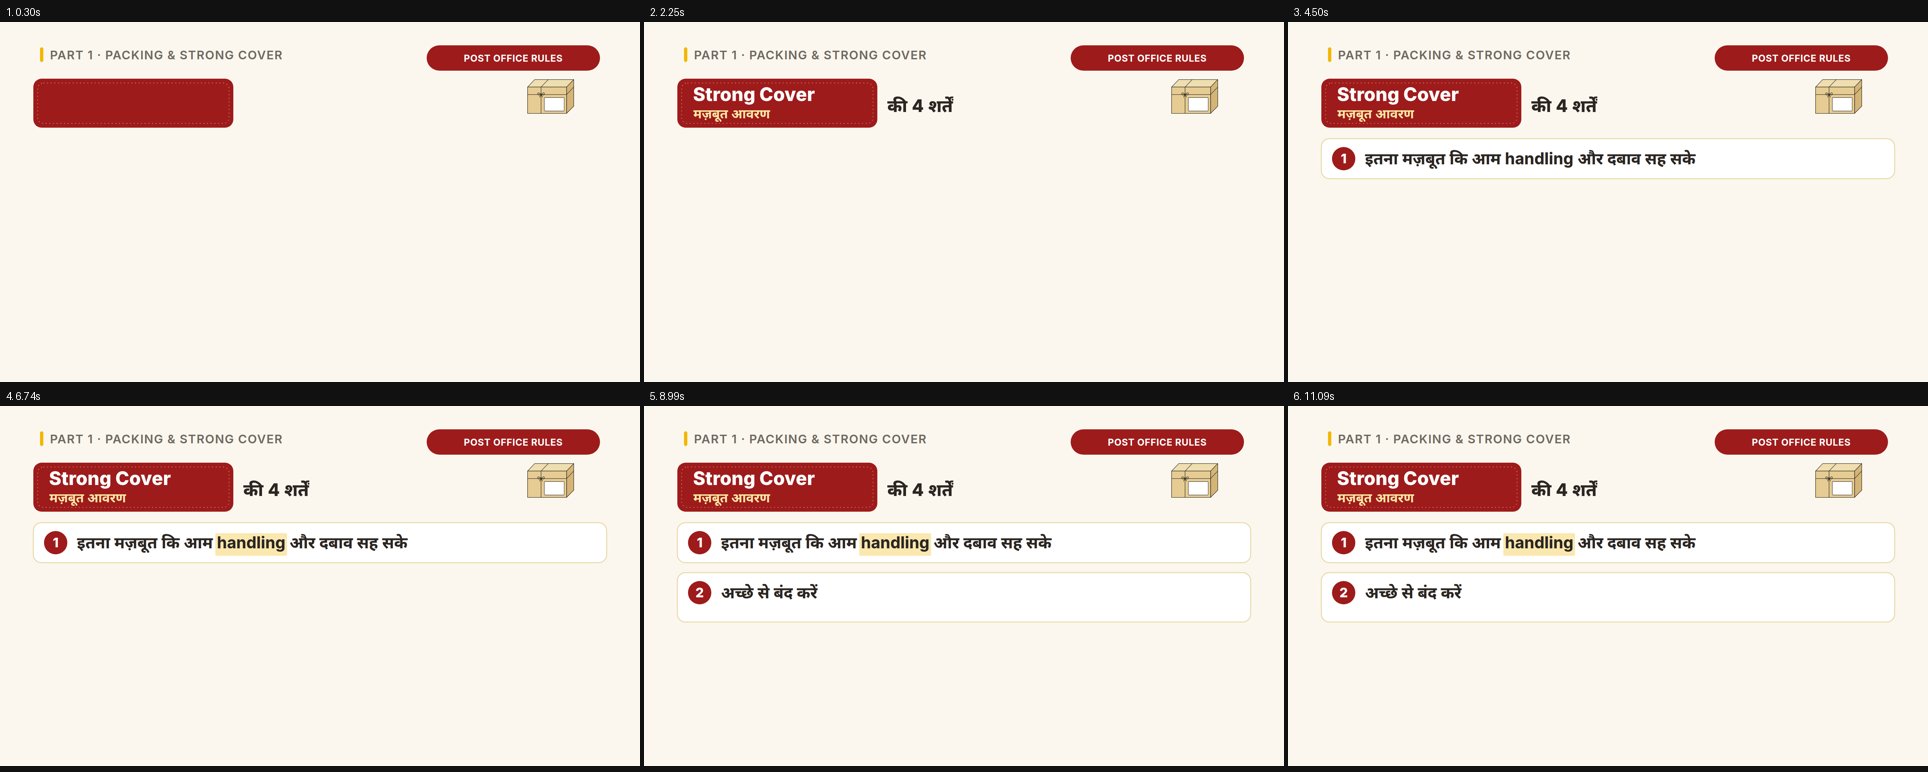 1. 0.30s
PART 1 · PACKING & STRONG COVER
POST OFFICE RULES
2. 2.25s
PART 1 · PACKING & STRONG COVER
POST OFFICE RULES
Strong Cover
मज़बूत आवरण
की 4 शर्तें
3. 4.50s
PART 1 · PACKING & STRONG COVER
POST OFFICE RULES
Strong Cover
मज़बूत आवरण
की 4 शर्तें
1 इतना मज़बूत कि आम handling और दबाव सह सके
4. 6.74s
PART 1 · PACKING & STRONG COVER
POST OFFICE RULES
Strong Cover
मज़बूत आवरण
की 4 शर्तें
1 इतना मज़बूत कि आम handling और दबाव सह सके
5. 8.99s
PART 1 · PACKING & STRONG COVER
POST OFFICE RULES
Strong Cover
मज़बूत आवरण
की 4 शर्तें
1 इतना मज़बूत कि आम handling और दबाव सह सके
2 अच्छे से बंद करें
6. 11.09s
PART 1 · PACKING & STRONG COVER
POST OFFICE RULES
Strong Cover
मज़बूत आवरण
की 4 शर्तें
1 इतना मज़बूत कि आम handling और दबाव सह सके
2 अच्छे से बंद करें